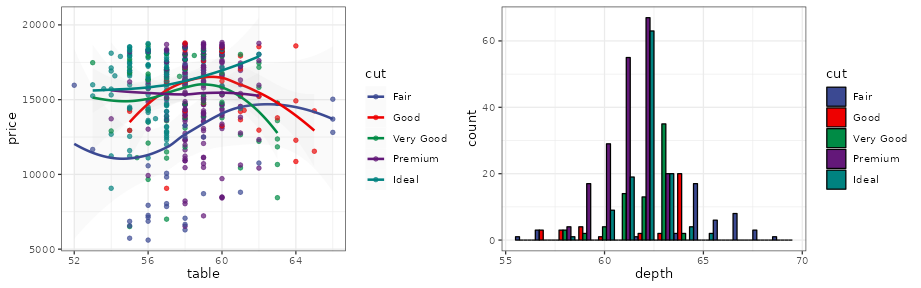 20000
15000
10000
5000
price
52
56
60
64
table
cut
Fair
Good
Very Good
Premium
Ideal
60
40
20
0
count
55
60
65
70
depth
cut
Fair
Good
Very Good
Premium
Ideal